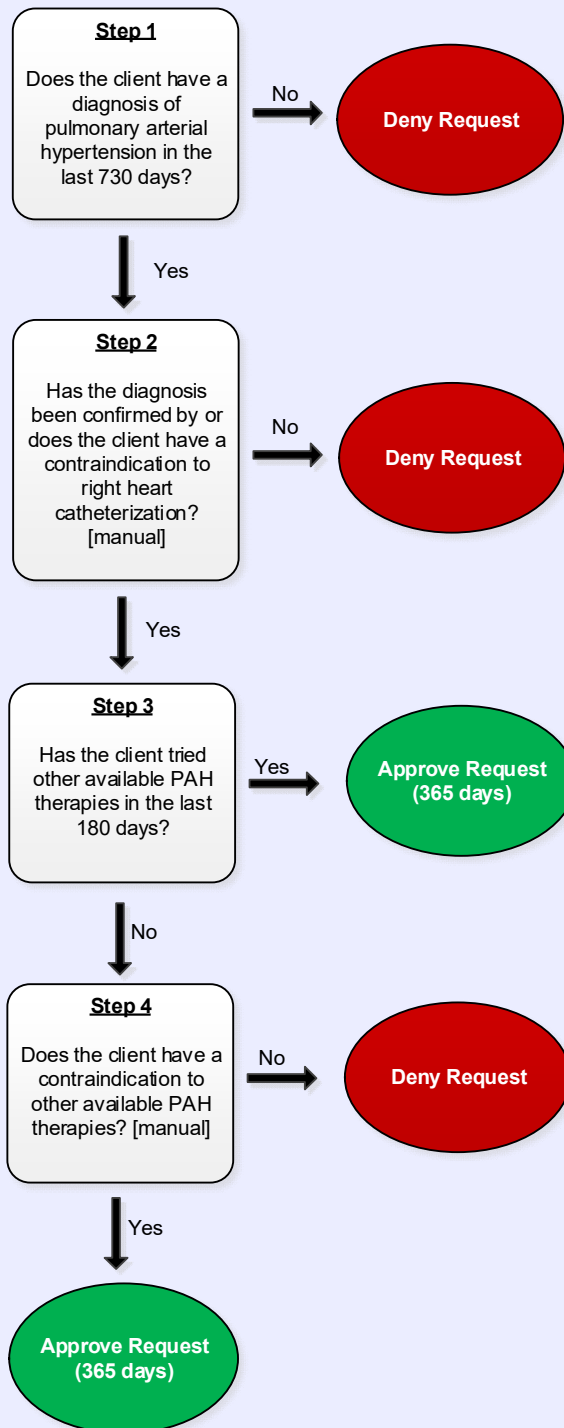 Step 1
Does the client have a
diagnosis of
pulmonary arterial
hypertension in the
last 730 days?
No
Deny Request
Yes
Step 2
Has the diagnosis
been confirmed by or
does the client have a
contraindication to
right heart
catheterization?
[manual]
No
Deny Request
Yes
Step 3
Has the client tried
other available PAH
therapies in the last
180 days?
Yes
Approve Request
(365 days)
No
Step 4
Does the client have a
contraindication to
other available PAH
therapies? [manual]
No
Deny Request
Yes
Approve Request
(365 days)